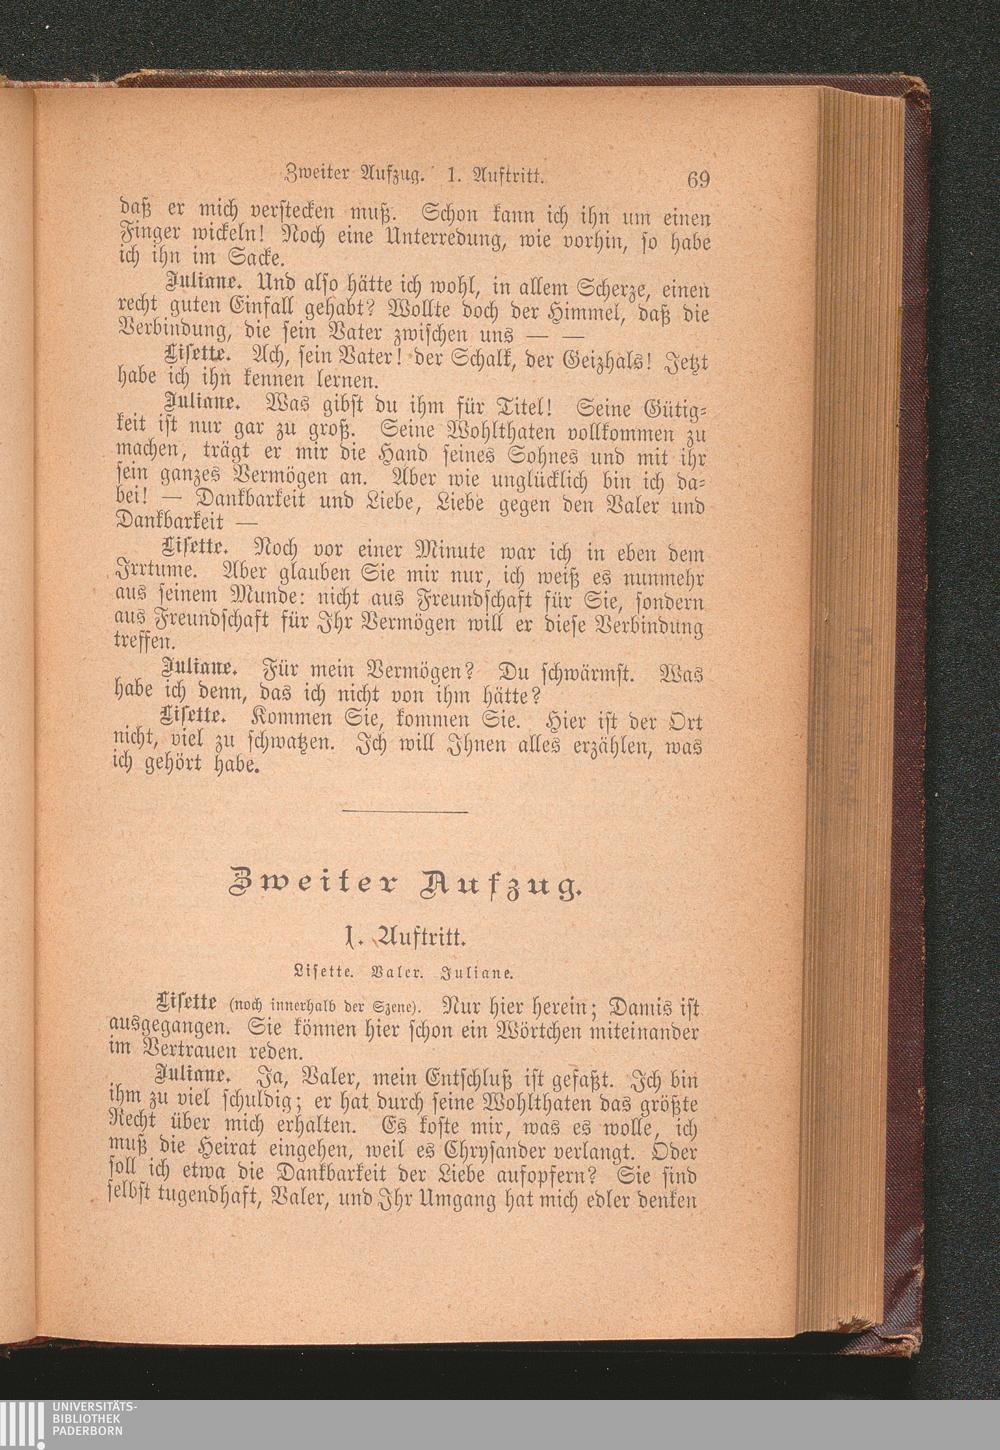 Zweiter Aufzug. 1. Auftritt. 69
daß er mich verstecken muß. Schon kann ich ihn um einen
Finger wickeln! Noch eine Unterredung, wie vorhin, so habe
ich ihn im Sacke.
Juliane. Und also hätte ich wohl, in allem Scherze, einen
recht guten Einfall gehabt? Wollte doch der Himmel, daß die
Verbindung, die sein Vater zwischen uns — —
Lisette. Ach, sein Vater! der Schalk, der Geizhals! Jetzt
habe ich ihn kennen lernen.
Juliane. Was gibst du ihm für Titel! Seine Gütig-
keit ist nur gar zu groß. Seine Wohlthaten vollkommen zu
machen, trägt er mir die Hand seines Sohnes und mit ihr
sein ganzes Vermögen an. Aber wie unglücklich bin ich da-
bei! — Dankbarkeit und Liebe, Liebe gegen den Valer und
Dankbarkeit —
Lisette. Noch vor einer Minute war ich in eben dem
Irrtume. Aber glauben Sie mir nur, ich weiß es nunmehr
aus seinem Munde: nicht aus Freundschaft für Sie, sondern
aus Freundschaft für Ihr Vermögen will er diese Verbindung
treffen.
Juliane. Für mein Vermögen? Du schwärmst. Was
habe ich denn, das ich nicht von ihm hätte?
Lisette. Kommen Sie, kommen Sie. Hier ist der Ort
nicht, viel zu schwatzen. Ich will Ihnen alles erzählen, was
ich gehört habe.
Zweiter Aufzug.
1. Auftritt.
Lisette. Valer. Juliane.
Lisette (noch innerhalb der Szene). Nur hier herein; Damis ist
ausgegangen. Sie können hier schon ein Wörtchen miteinander
im Vertrauen reden.
Juliane. Ja, Valer, mein Entschluß ist gefaßt. Ich bin
ihm zu viel schuldig; er hat durch seine Wohlthaten das größte
Recht über mich erhalten. Es koste mir, was es wolle, ich
muß die Heirat eingehen, weil es Chrysander verlangt. Oder
soll ich etwa die Dankbarkeit der Liebe aufopfern? Sie sind
selbst tugendhaft, Valer, und Ihr Umgang hat mich edler denken
UNIVERSITÄTS-
BIBLIOTHEK
PADERBORN